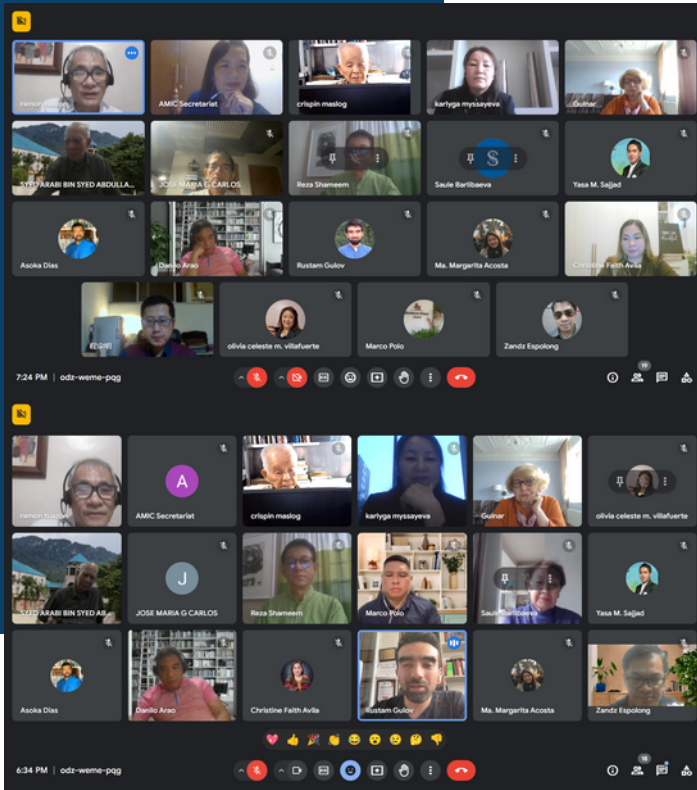 ramon tuazon
AMIC Secretariat
crispin maslog
karlyga myssayeva
Gulnar
SYED ARABI BIN SYED ABDULLA...
JOSE MARIA G CARLOS
Reza Shameem
S
Saule Barlibaeva
Yasa M. Sajjad
Asoka Dias
Danilo Arao
Rustam Gulov
Ma. Margarita Acosta
Christine Faith Avila
olivia celeste m. villafuerte
Marco Polo
Zandz Espolong
7:24 PM | odz-weme-pqg
19
ramon tuazon
A
AMIC Secretariat
crispin maslog
karlyga myssayeva
Gulnar
olivia celeste m. villafuerte
SYED ARABI BIN SYED AB...
J
JOSE MARIA G CARLOS
Reza Shameem
Marco Polo
Saule Barlibaeva
Yasa M. Sajjad
Asoka Dias
Danilo Arao
Christine Faith Avila
Rustam Gulov
Ma. Margarita Acosta
Zandz Espolong
6:34 PM | odz-weme-pqg
18